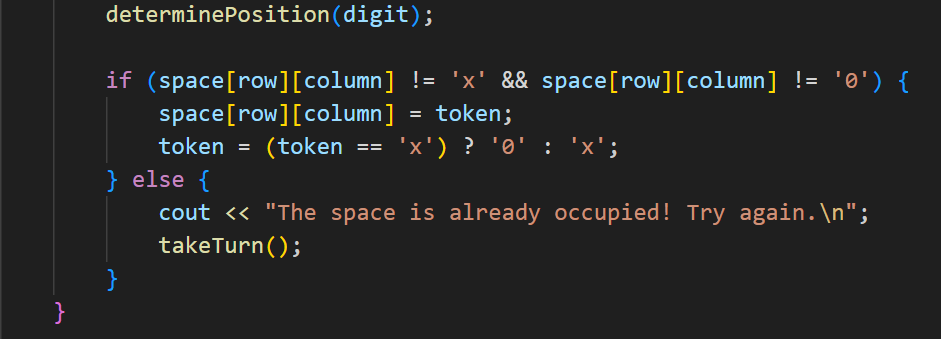 determinePosition(digit);
if (space[row][column] != 'x' && space[row][column] != '0') {
space[row][column] = token;
token = (token == 'x') ? '0' : 'x';
} else {
cout << "The space is already occupied! Try again.\n";
takeTurn();
}
}